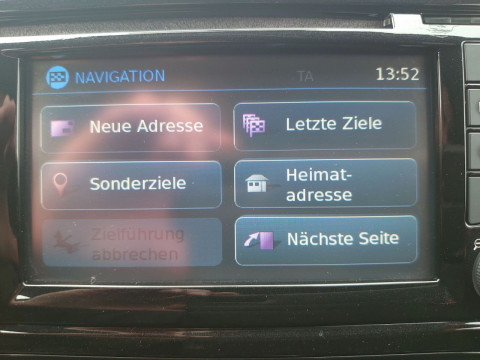 NAVIGATION TA 13:52
Neue Adresse
Letzte Ziele
Sonderziele
Heimat-
adresse
Zielführung
abbrechen
Nächste Seite